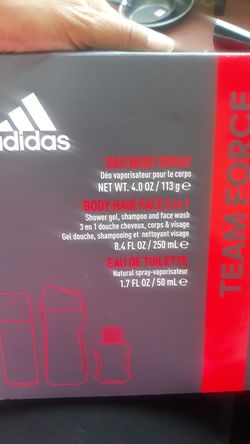 adidas
DEO BODY SPRAY
Déo vaporisateur pour le corps
NET WT. 4.0 OZ / 113 g ℮
BODY HAIR FACE 3 in 1
Shower gel, shampoo and face wash
3 en 1 douche cheveux, corps & visage
Gel douche, shampooing et nettoyant visage
8.4 FL OZ / 250 mL ℮
EAU DE TOILETTE
Natural spray-vaporisateur
1.7 FL OZ / 50 mL ℮
TEAM FORCE